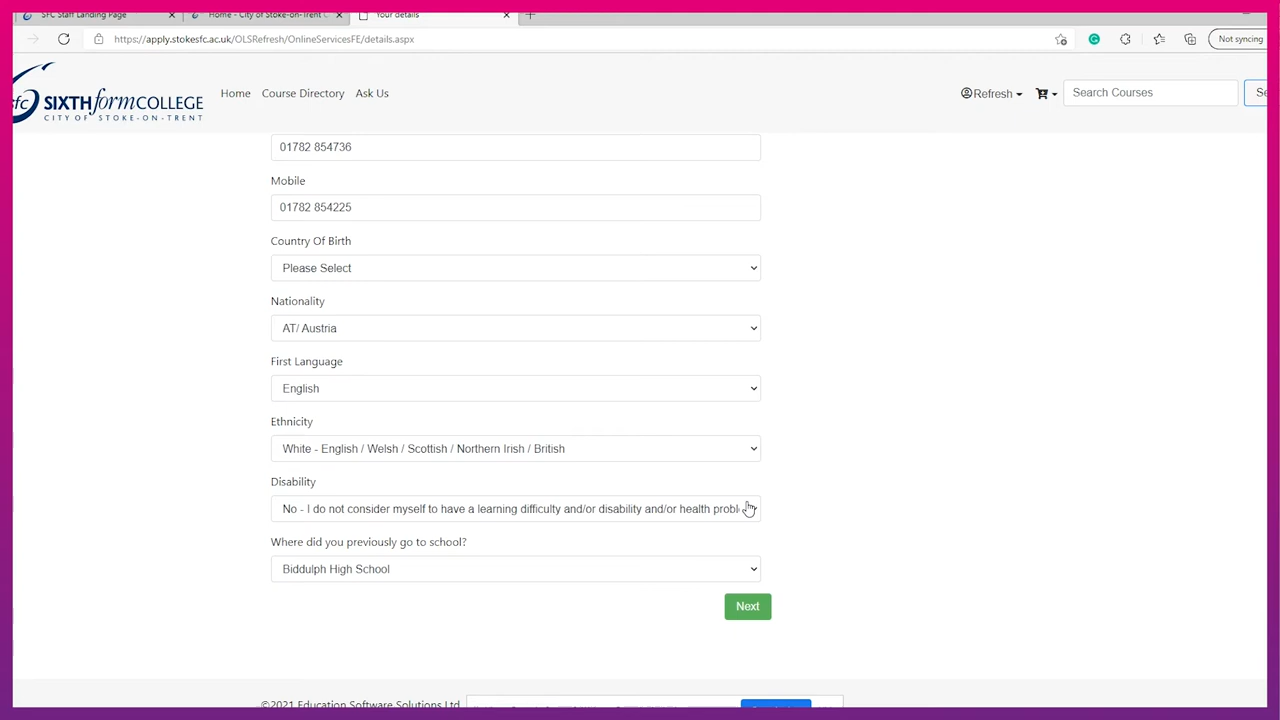 SFC Staff Landing Page
Home - City of Stoke-on-Trent
Your details
https://apply.stokesfc.ac.uk/OLSRefresh/OnlineServicesFE/details.aspx
Not syncing
sfc SIXTHformCOLLEGE
CITY OF STOKE-ON-TRENT
Home
Course Directory
Ask Us
Refresh
Search Courses
Se
01782 854736
Mobile
01782 854225
Country Of Birth
Please Select
Nationality
AT/ Austria
First Language
English
Ethnicity
White - English / Welsh / Scottish / Northern Irish / British
Disability
No - I do not consider myself to have a learning difficulty and/or disability and/or health probl
Where did you previously go to school?
Biddulph High School
Next
©2021 Education Software Solutions Ltd